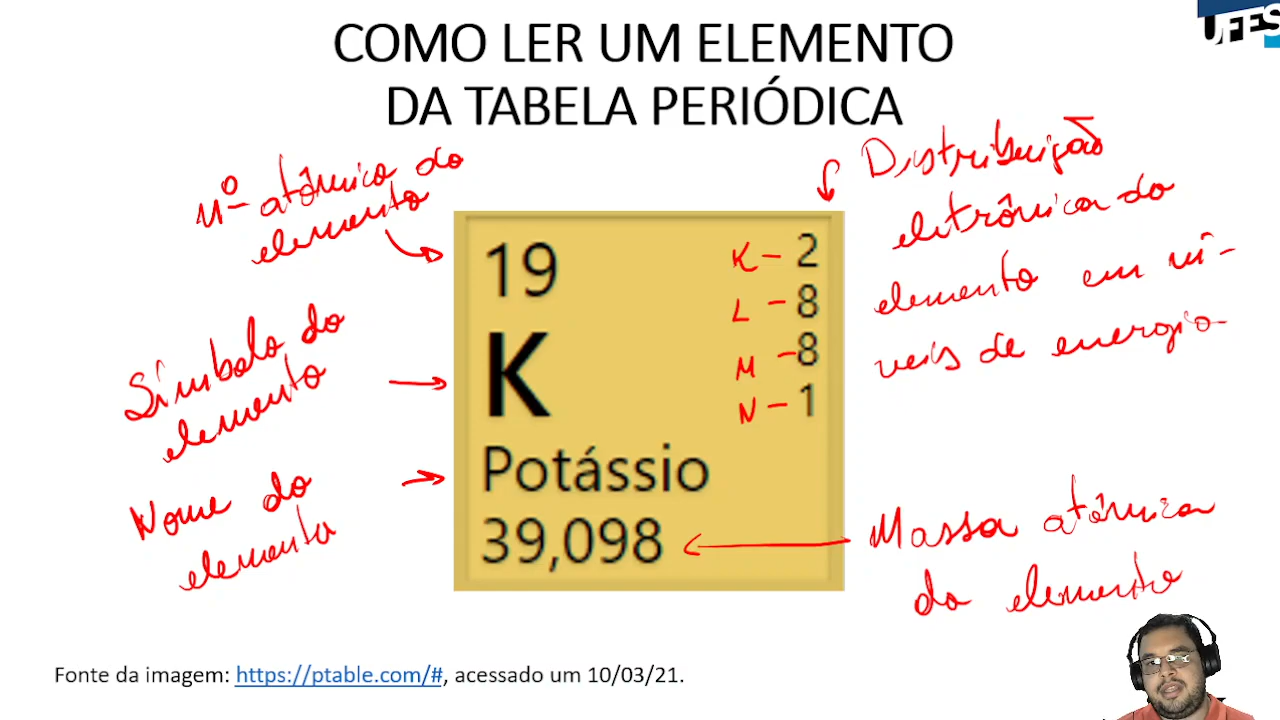 COMO LER UM ELEMENTO
DA TABELA PERIÓDICA
UFES
nº atômico do
elemento
Distribuição
eletrônica do
elemento em ní-
veis de energia
19
K – 2
L – 8
M – 8
N – 1
Símbolo do
elemento
K
Nome do
elemento
Potássio
39,098
Massa atômica
do elemento
Fonte da imagem: https://ptable.com/#, acessado um 10/03/21.